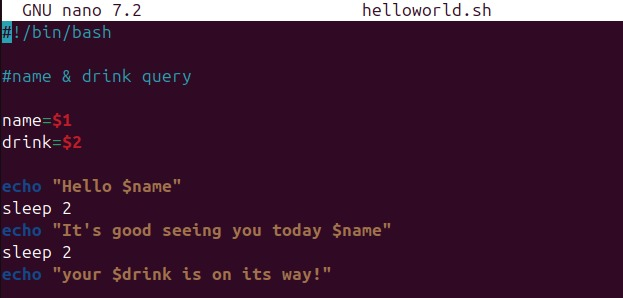 GNU nano 7.2 helloworld.sh
#!/bin/bash
#name & drink query
name=$1
drink=$2
echo "Hello $name"
sleep 2
echo "It's good seeing you today $name"
sleep 2
echo "your $drink is on its way!"